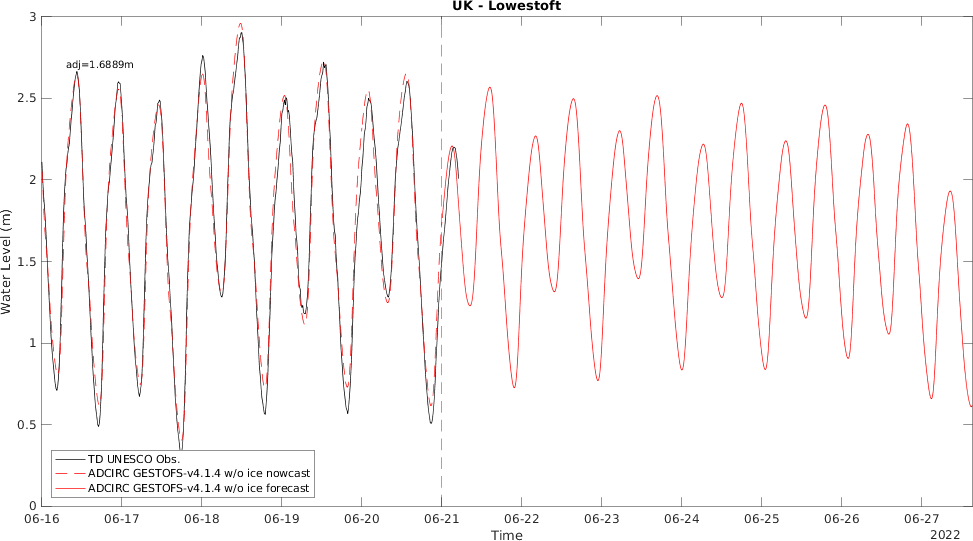 UK - Lowestoft
3
adj=1.6889m
2.5
2
1.5
1
0.5
0
Water Level (m)
TD UNESCO Obs.
ADCIRC GESTOFS-v4.1.4 w/o ice nowcast
ADCIRC GESTOFS-v4.1.4 w/o ice forecast
06-16 06-17 06-18 06-19 06-20 06-21 06-22 06-23 06-24 06-25 06-26 06-27
Time
2022